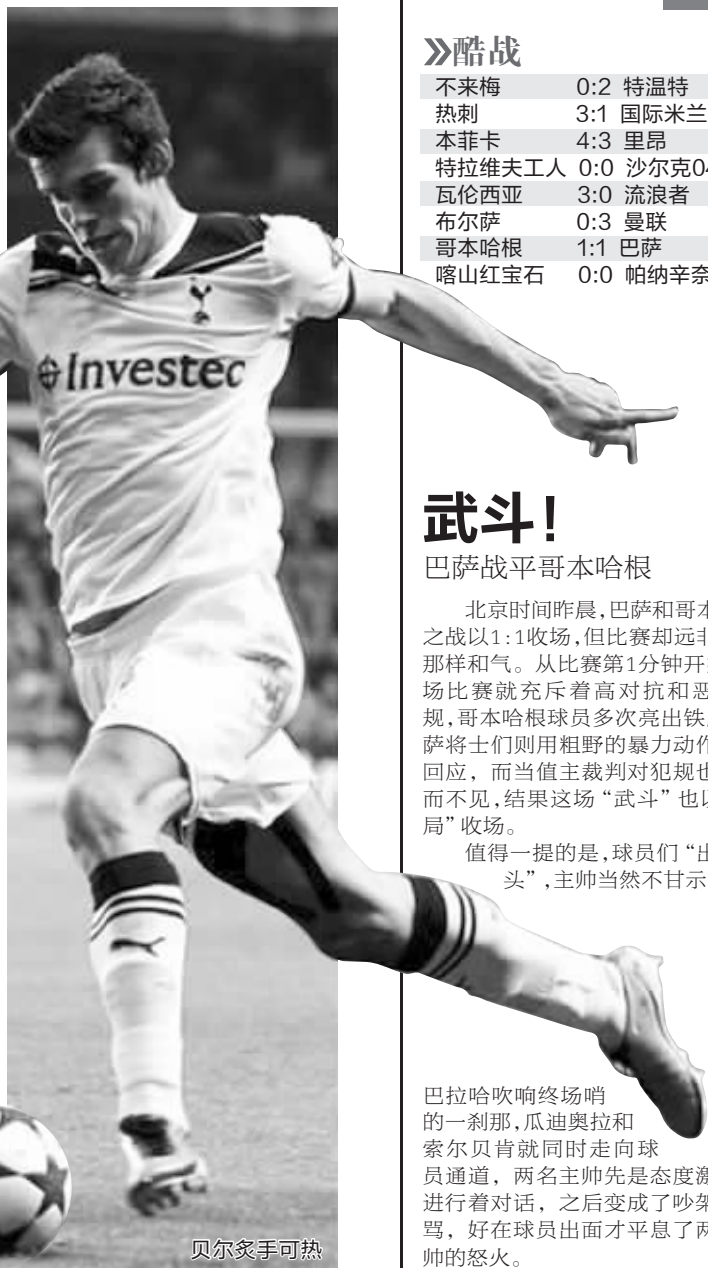 酷战
不来梅 0:2 特温特
热刺 3:1 国际米兰
本菲卡 4:3 里昂
特拉维夫工人 0:0 沙尔克04
瓦伦西亚 3:0 流浪者
布尔萨 0:3 曼联
哥本哈根 1:1 巴萨
喀山红宝石 0:0 帕纳辛奈
Investec
武斗！
巴萨战平哥本哈根
北京时间昨晨，巴萨和哥本
之战以1：1收场，但比赛却远非
那样和气。从比赛第1分钟开
场比赛就充斥着高对抗和恶
规，哥本哈根球员多次亮出铁
萨将士们则用粗野的暴力动作
回应，而当值主裁判对犯规也
而不见，结果这场“武斗”也以
局”收场。
值得一提的是，球员们“出
头”，主帅当然不甘示
巴拉哈吹响终场哨
的一刹那，瓜迪奥拉和
索尔贝肯就同时走向球
员通道，两名主帅先是态度激
进行着对话，之后变成了吵架
骂，好在球员出面才平息了两
帅的怒火。
贝尔炙手可热